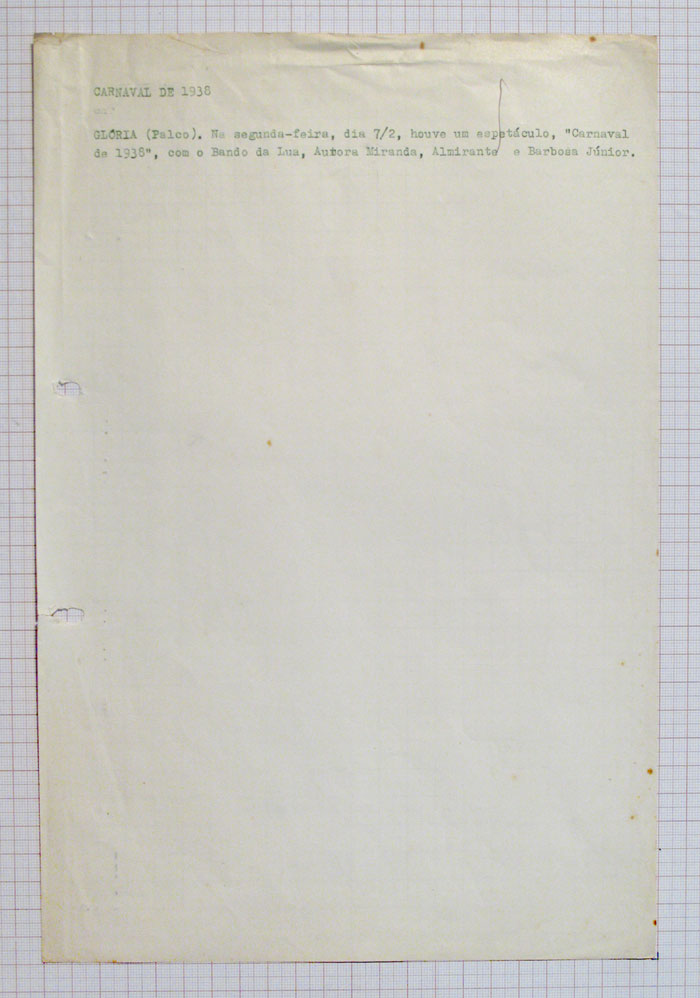 CARNAVAL DE 1938
GLÓRIA (Palco). Na segunda-feira, dia 7/2, houve um espetáculo, "Carnaval
de 1938", com o Bando da Lua, Aurora Miranda, Almirante e Barbosa Júnior.